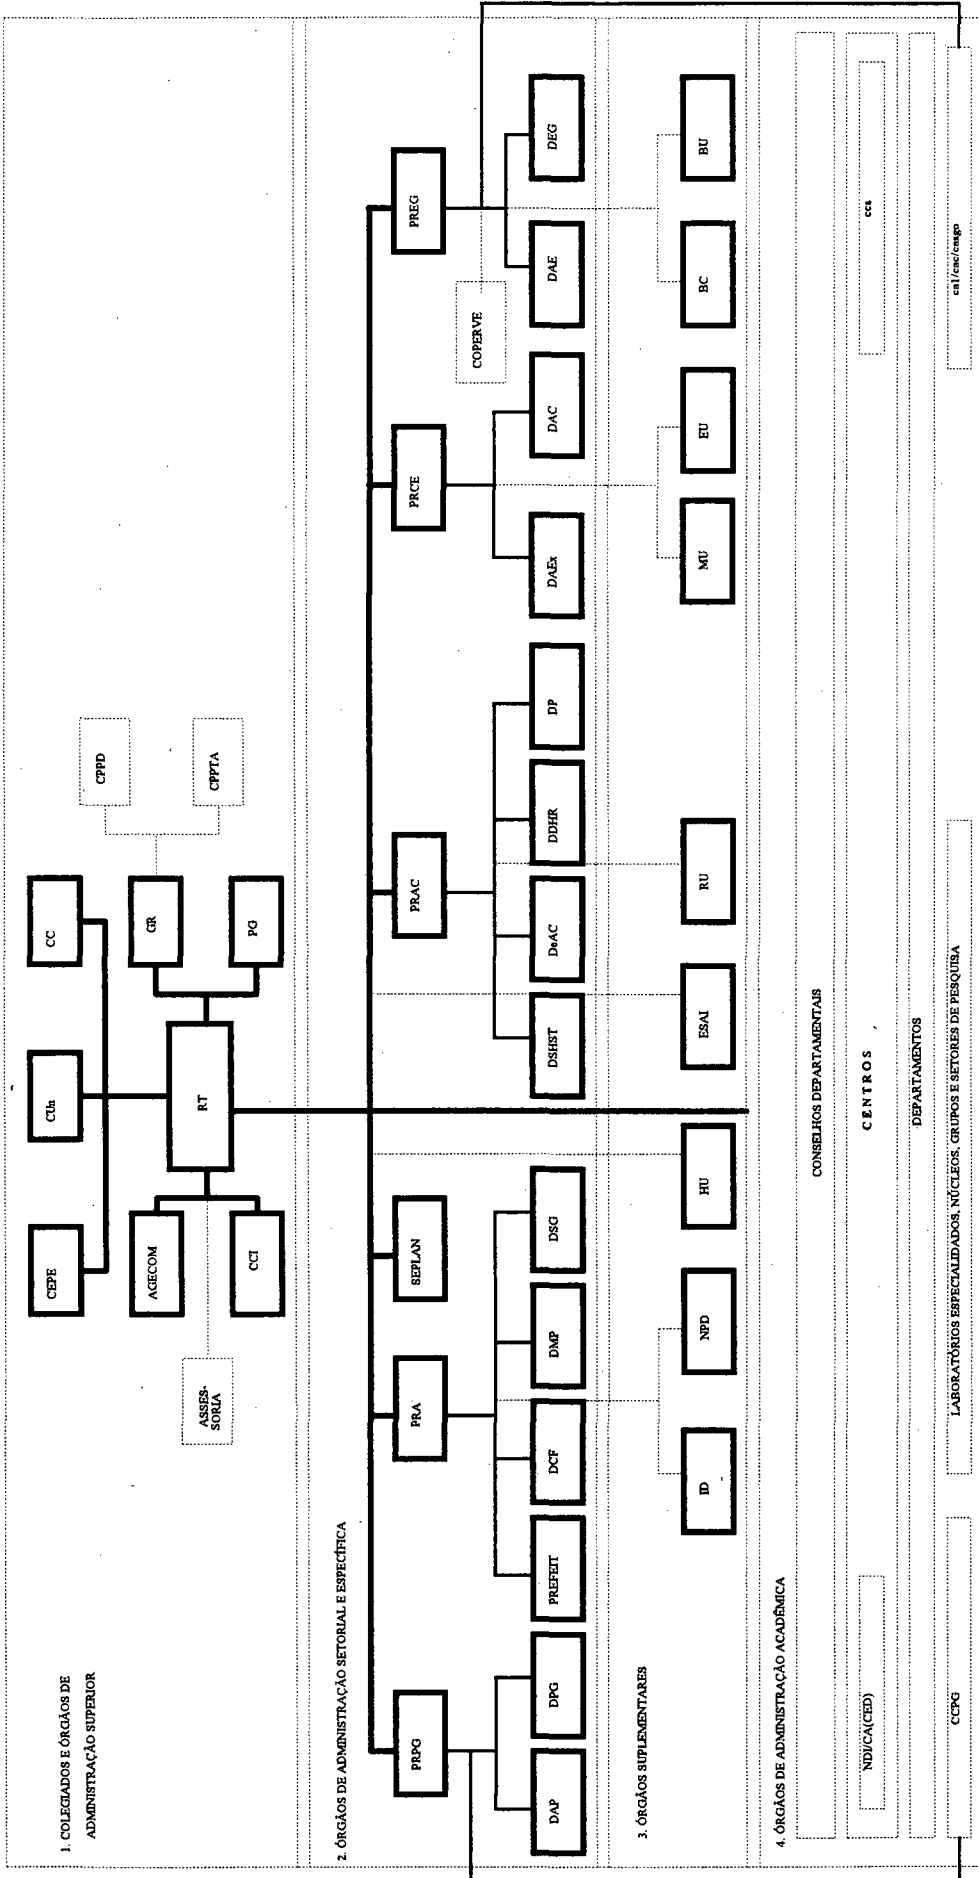 1. COLEGIADOS E ÓRGÃOS DE
ADMINISTRAÇÃO SUPERIOR
CEPE
CUn
CC
AGECOM
GR
CPPD
RT
ASSES-
SORIA
CCI
PG
CPPTA
2. ÓRGÃOS DE ADMINISTRAÇÃO SETORIAL E ESPECÍFICA
PRPG
PRA
SEPLAN
PRAC
PRCE
PREG
COPERVE
DAP
DPG
PREFEIT
DCF
DMP
DSG
DSHST
DeAC
DDHR
DP
DAEx
DAC
DAE
DEG
3. ÓRGÃOS SUPLEMENTARES
ID
NPD
HU
ESAI
RU
MU
EU
BC
BU
4. ÓRGÃOS DE ADMINISTRAÇÃO ACADÊMICA
CONSELHOS DEPARTAMENTAIS
NDI/CA(CED)
CENTROS
ccs
DEPARTAMENTOS
CCPG
LABORATÓRIOS ESPECIALIDADOS, NÚCLEOS, GRUPOS E SETORES DE PESQUISA
ca1/cac/casgo